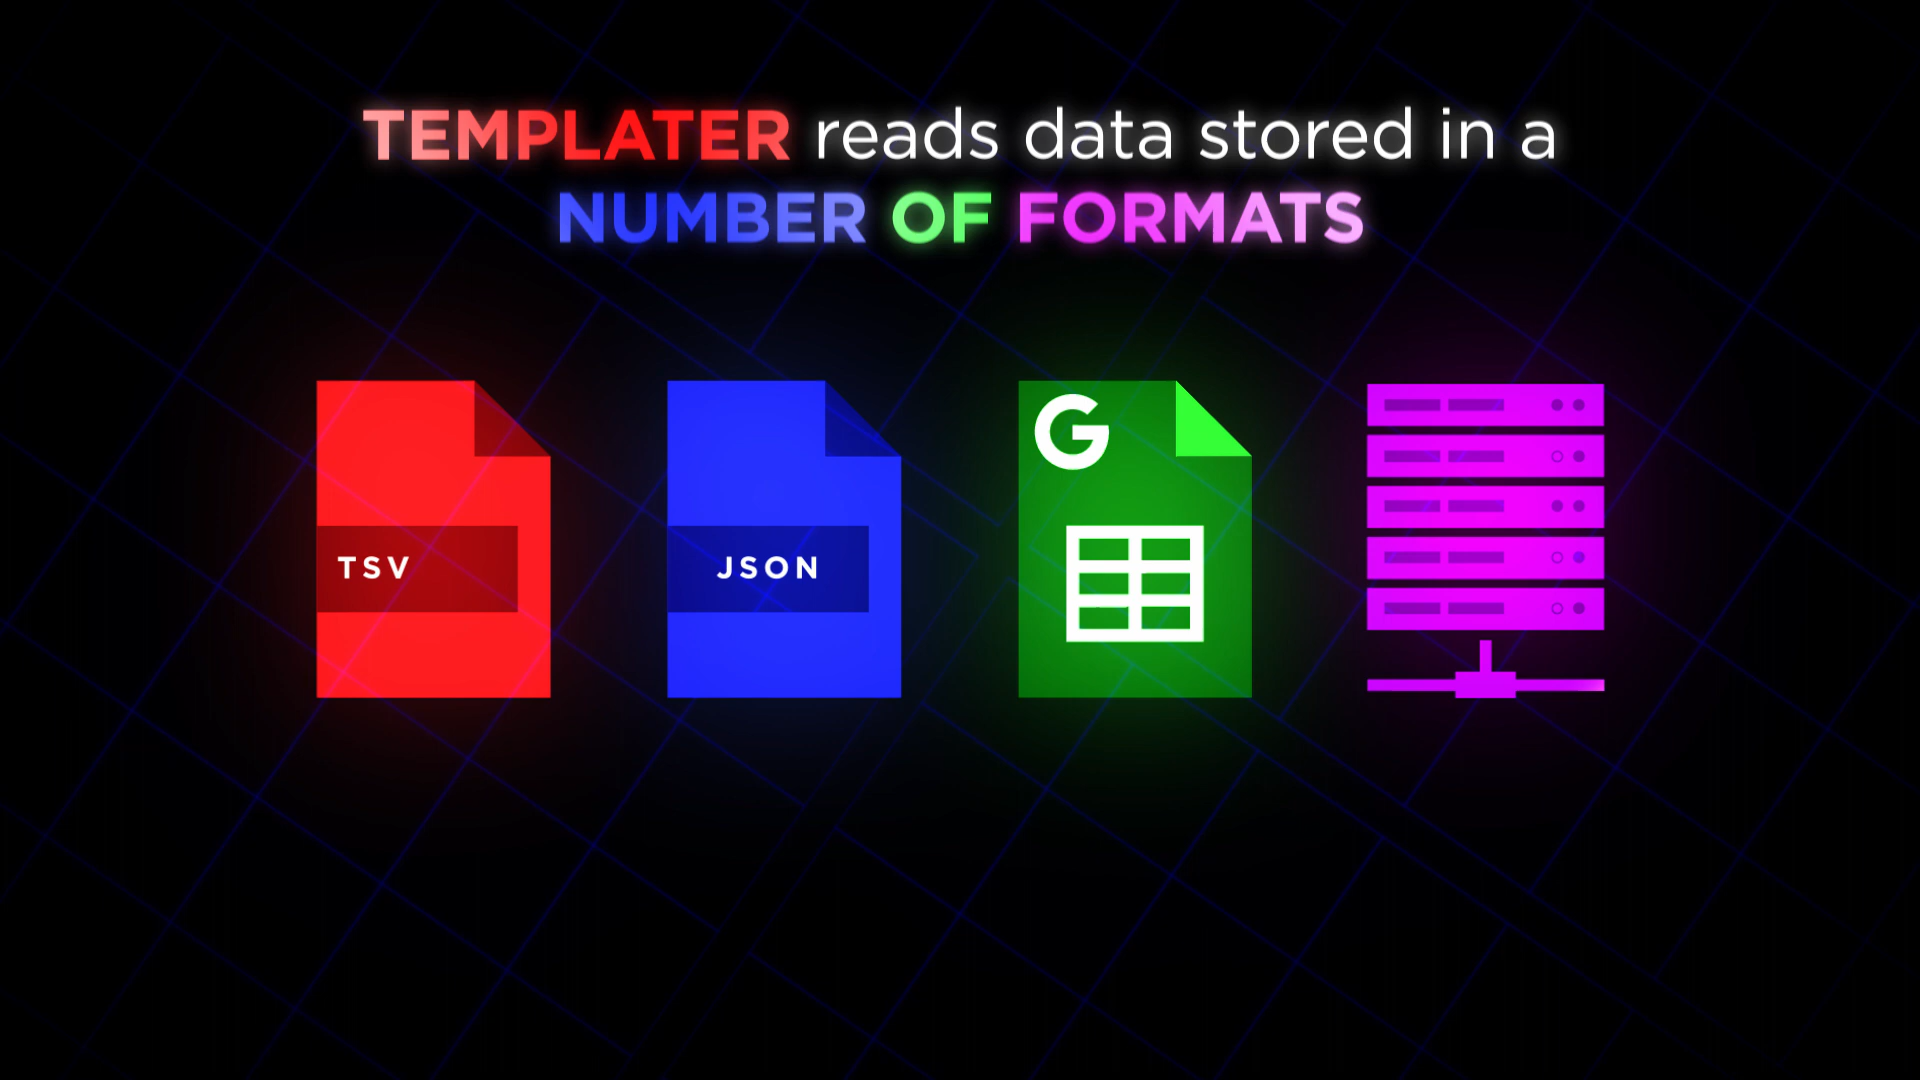 TEMPLATER reads data stored in a
NUMBER OF FORMATS
TSV
JSON
G